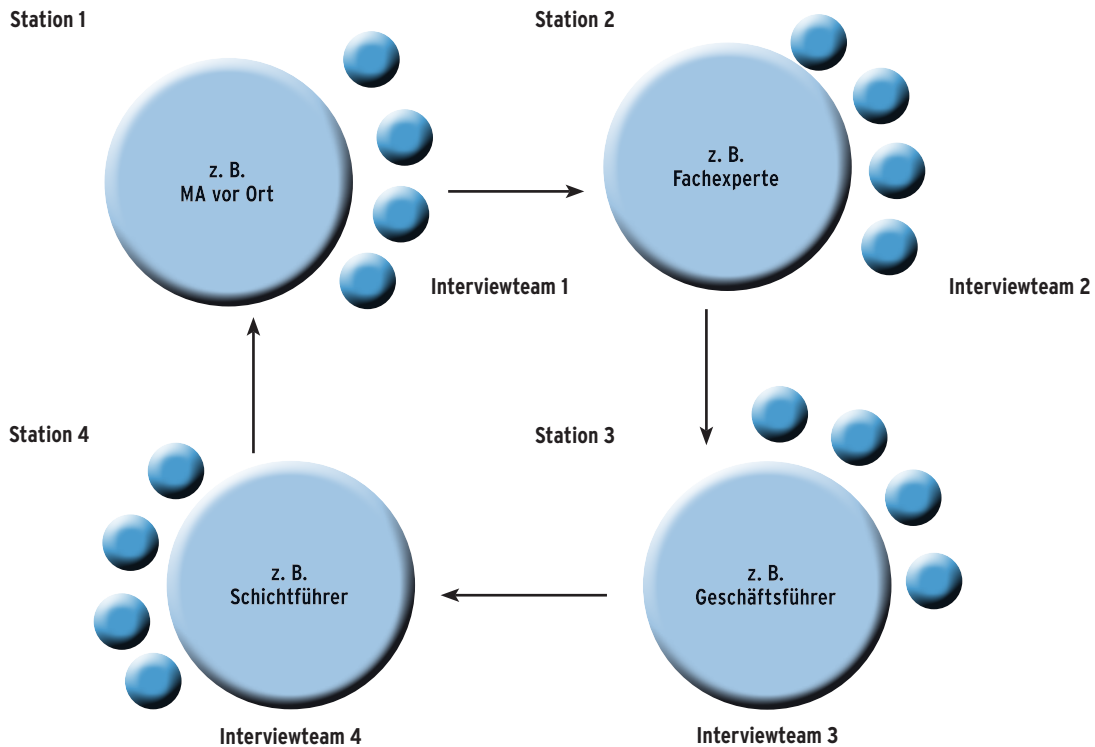 Station 1
z. B.
MA vor Ort
Interviewteam 1
Station 2
z. B.
Fachexperte
Interviewteam 2
Station 3
z. B.
Geschäftsführer
Interviewteam 3
Station 4
z. B.
Schichtführer
Interviewteam 4